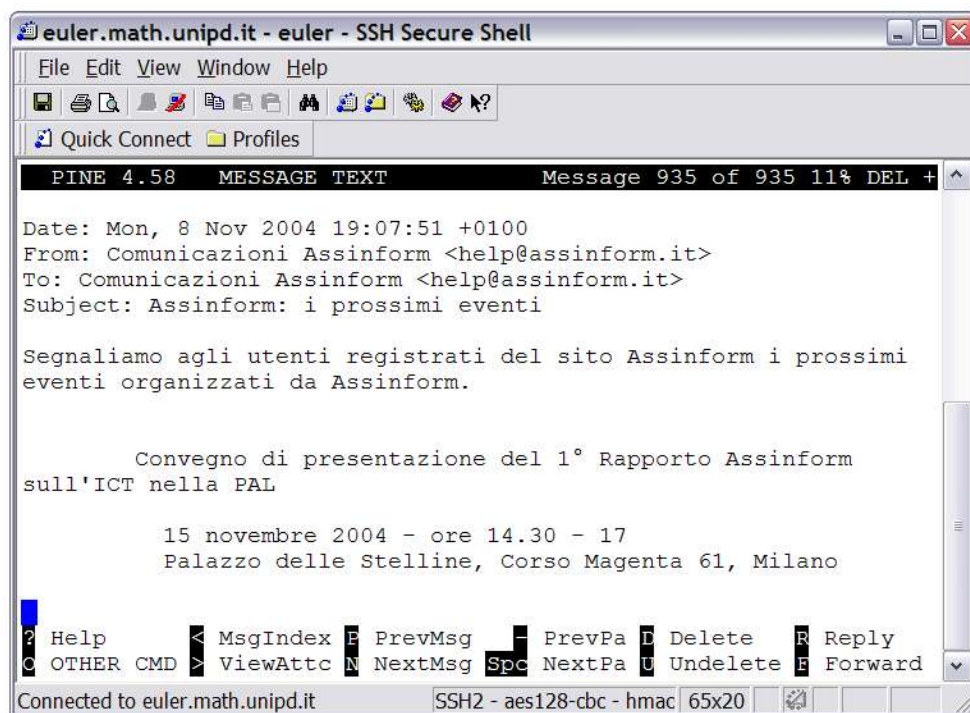 euler.math.unipd.it - euler - SSH Secure Shell
File Edit View Window Help
Quick Connect Profiles
PINE 4.58 MESSAGE TEXT Message 935 of 935 11% DEL +
Date: Mon, 8 Nov 2004 19:07:51 +0100
From: Comunicazioni Assinform <help@assinform.it>
To: Comunicazioni Assinform <help@assinform.it>
Subject: Assinform: i prossimi eventi
Segnaliamo agli utenti registrati del sito Assinform i prossimi
eventi organizzati da Assinform.
Convegno di presentazione del 1° Rapporto Assinform
sull'ICT nella PAL
15 novembre 2004 - ore 14.30 - 17
Palazzo delle Stelline, Corso Magenta 61, Milano
? Help < MsgIndex P PrevMsg - PrevPa D Delete R Reply
O OTHER CMD > ViewAttc N NextMsg Spc NextPa U Undelete F Forward
Connected to euler.math.unipd.it SSH2 - aes128-cbc - hmac 65x20